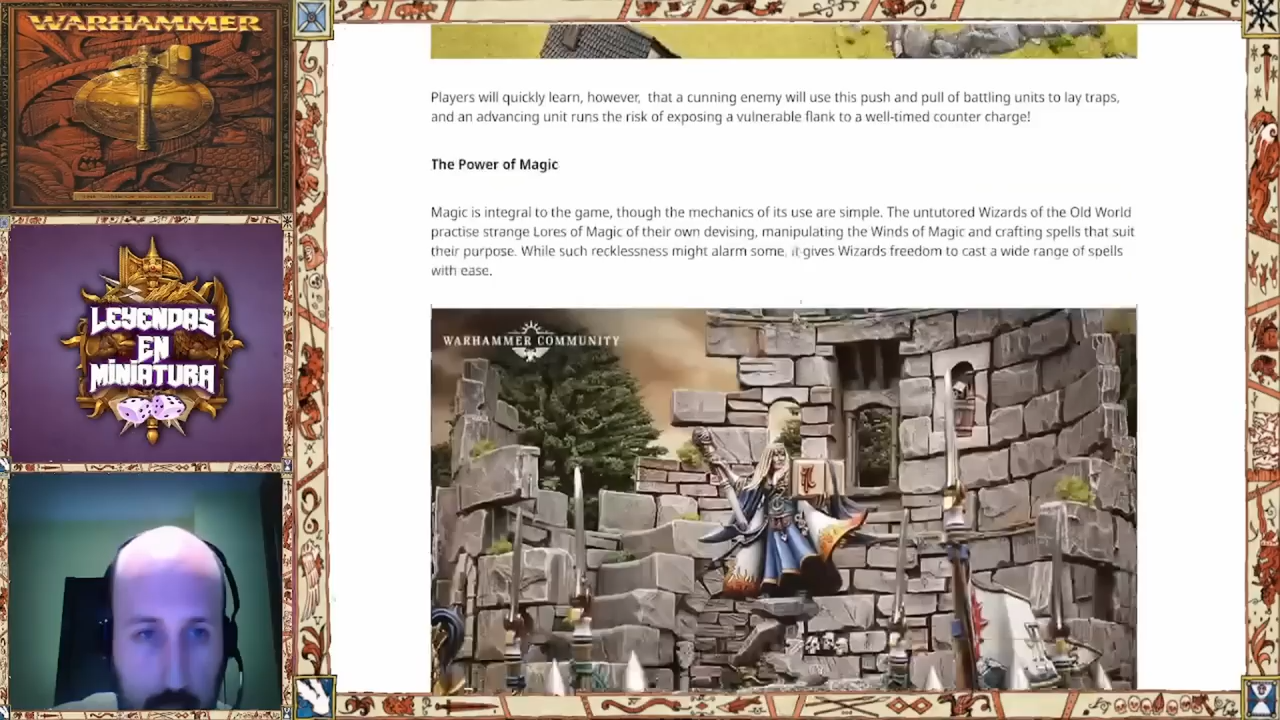 WARHAMMER
LEYENDAS
EN
MINIATURA
Players will quickly learn, however, that a cunning enemy will use this push and pull of battling units to lay traps,
and an advancing unit runs the risk of exposing a vulnerable flank to a well-timed counter charge!
The Power of Magic
Magic is integral to the game, though the mechanics of its use are simple. The untutored Wizards of the Old World
practise strange Lores of Magic of their own devising, manipulating the Winds of Magic and crafting spells that suit
their purpose. While such recklessness might alarm some, it gives Wizards freedom to cast a wide range of spells
with ease.
WARHAMMER COMMUNITY